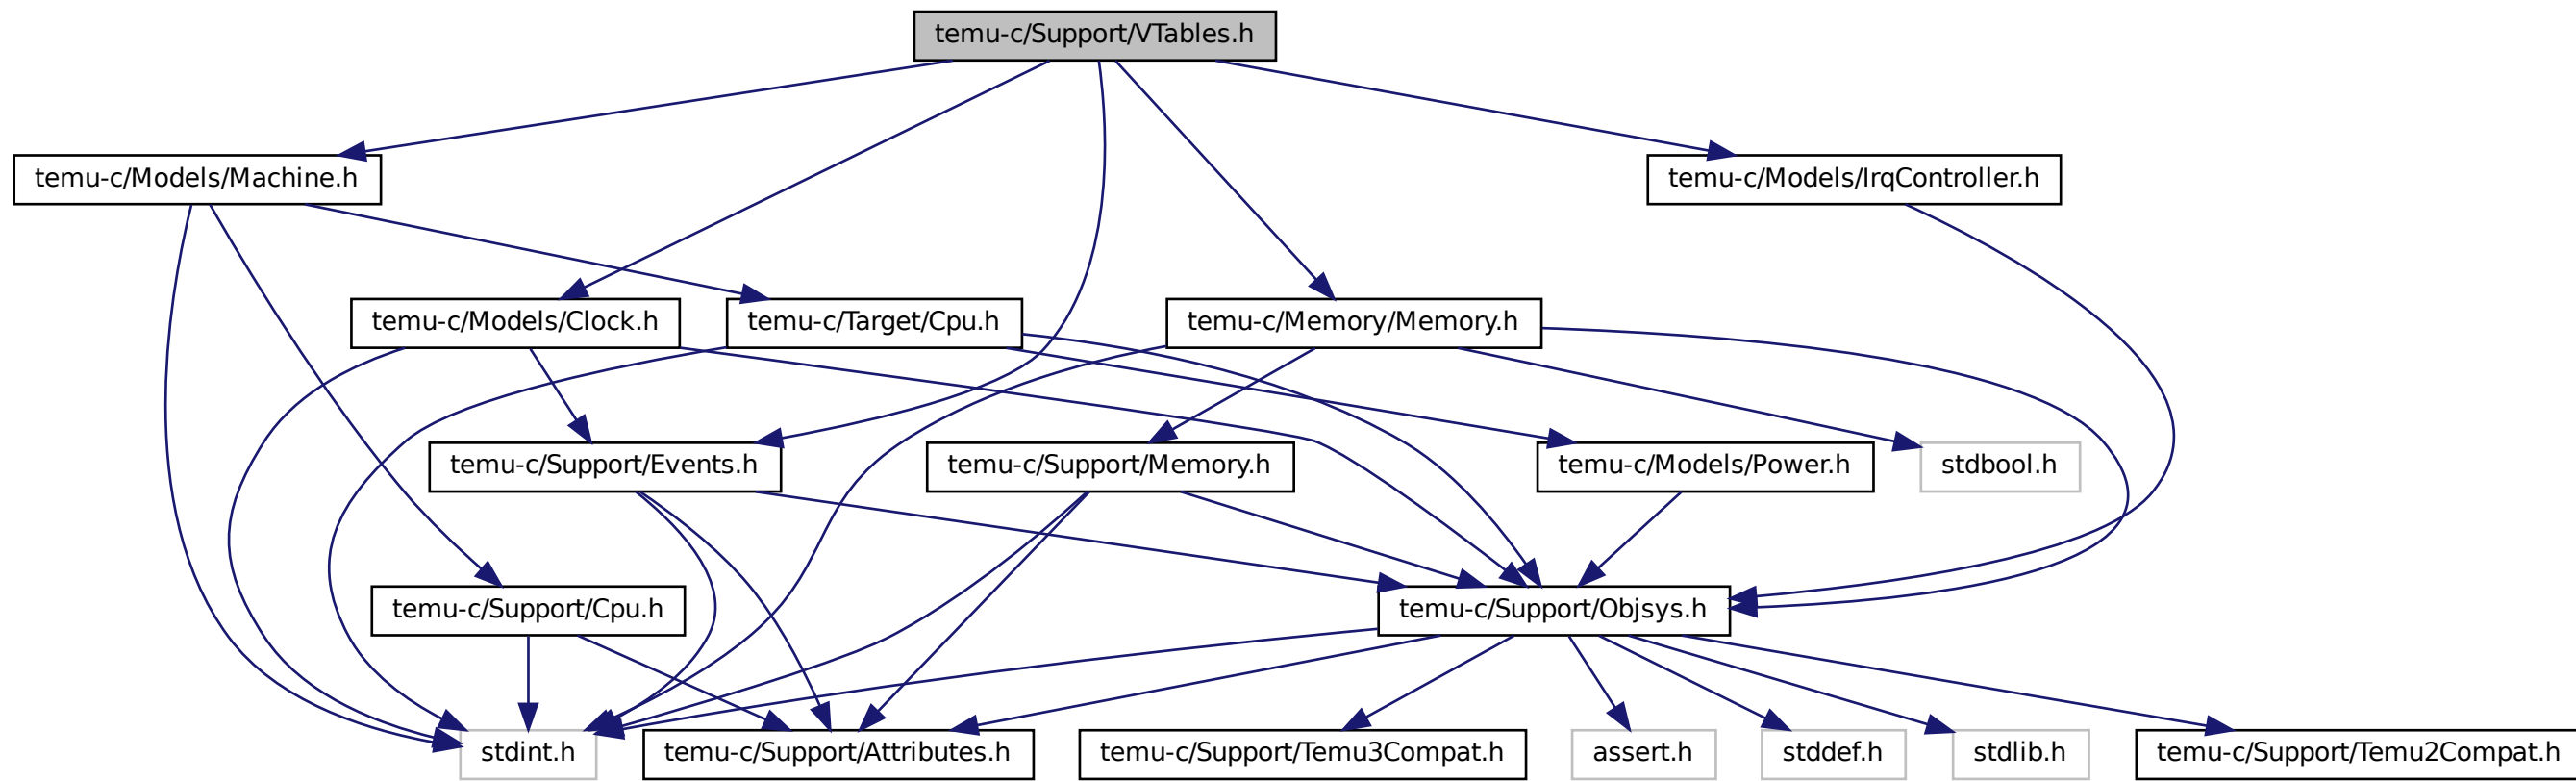 temu-c/Support/VTables.h
temu-c/Models/Machine.h
temu-c/Models/IrqController.h
temu-c/Models/Clock.h
temu-c/Target/Cpu.h
temu-c/Memory/Memory.h
temu-c/Support/Events.h
temu-c/Support/Memory.h
temu-c/Models/Power.h
stdbool.h
temu-c/Support/Cpu.h
temu-c/Support/Objsys.h
stdint.h
temu-c/Support/Attributes.h
temu-c/Support/Temu3Compat.h
assert.h
stddef.h
stdlib.h
temu-c/Support/Temu2Compat.h